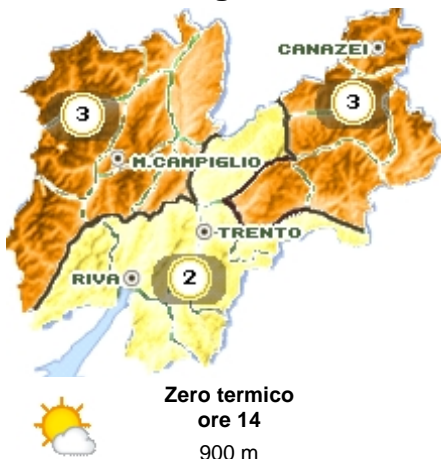 CANAZEI
3
3
M.CAMPIGLIO
TRENTO
RIVA
2
Zero termico
ore 14
900 m